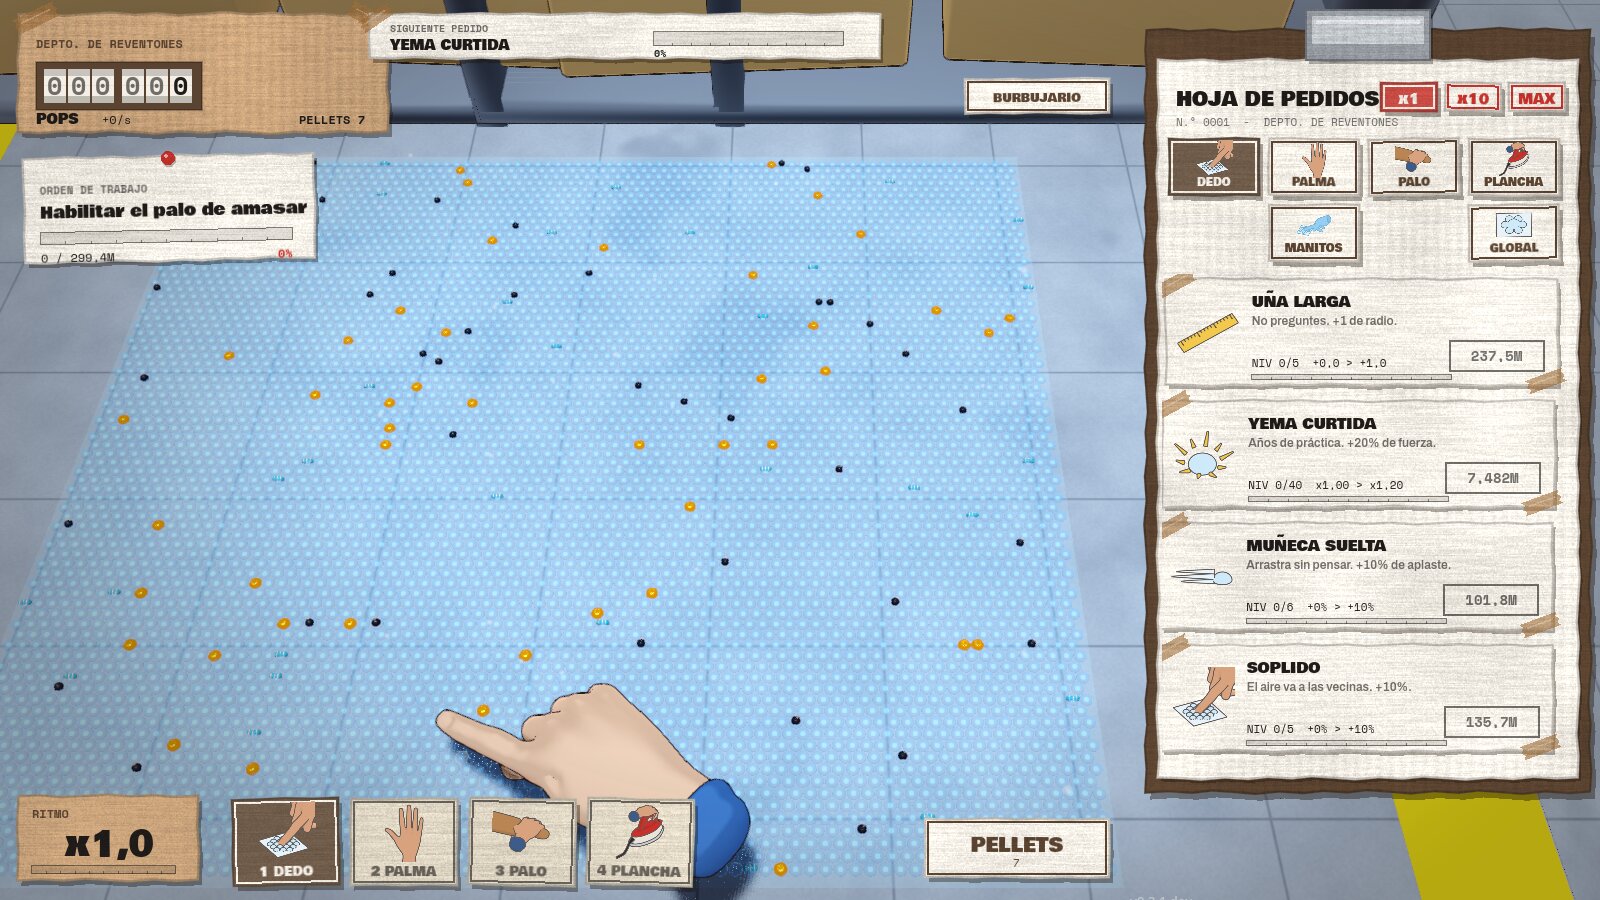 DEPTO. DE REVENTONES
000 000
POPS +0/s PELLETS 7
SIGUIENTE PEDIDO
YEMA CURTIDA
0%
BURBUJARIO
ORDEN DE TRABAJO
Habilitar el palo de amasar
0 / 299,4M 0%
HOJA DE PEDIDOS x1 x10 MAX
N.° 0001 - DEPTO. DE REVENTONES
DEDO PALMA PALO PLANCHA
MANITOS GLOBAL
UÑA LARGA
No preguntes. +1 de radio.
NIV 0/5 +0,0 > +1,0
237,5M
YEMA CURTIDA
Años de práctica. +20% de fuerza.
NIV 0/40 x1,00 > x1,20
7,482M
MUÑECA SUELTA
Arrastra sin pensar. +10% de aplaste.
NIV 0/6 +0% > +10%
101,8M
SOPLIDO
El aire va a las vecinas. +10%.
NIV 0/5 +0% > +10%
135,7M
RITMO
x1,0
1 DEDO 2 PALMA 3 PALO 4 PLANCHA
PELLETS
7